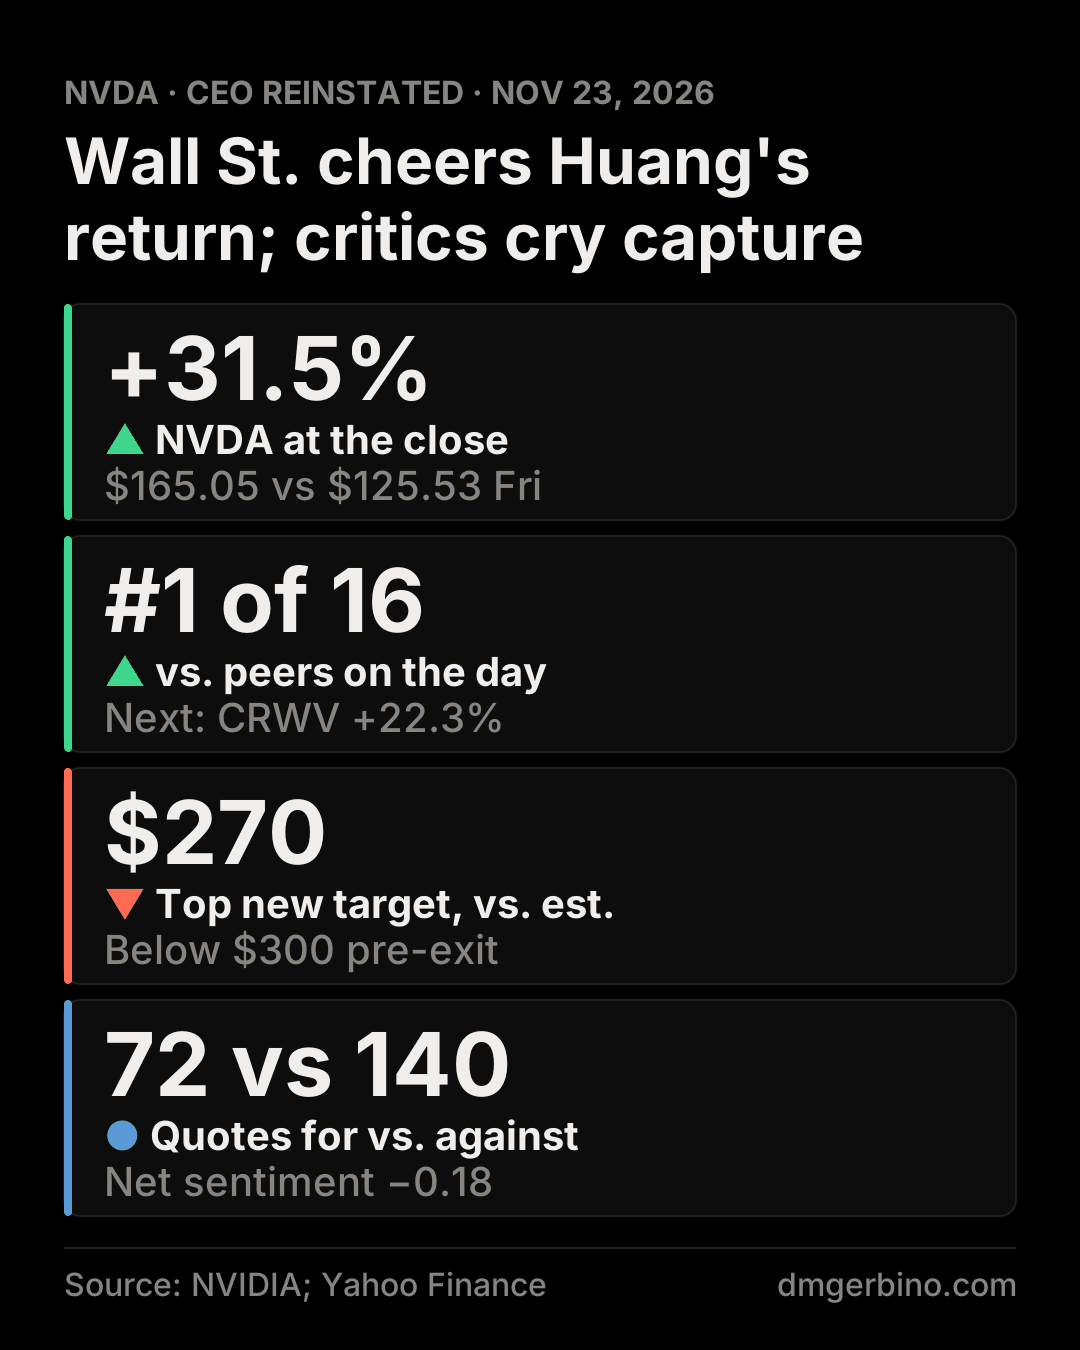 NVDA · CEO REINSTATED · NOV 23, 2026
Wall St. cheers Huang's
return; critics cry capture
+31.5%
▲ NVDA at the close
$165.05 vs $125.53 Fri
#1 of 16
▲ vs. peers on the day
Next: CRWV +22.3%
$270
▼ Top new target, vs. est.
Below $300 pre-exit
72 vs 140
● Quotes for vs. against
Net sentiment −0.18
Source: NVIDIA; Yahoo Finance
dmgerbino.com